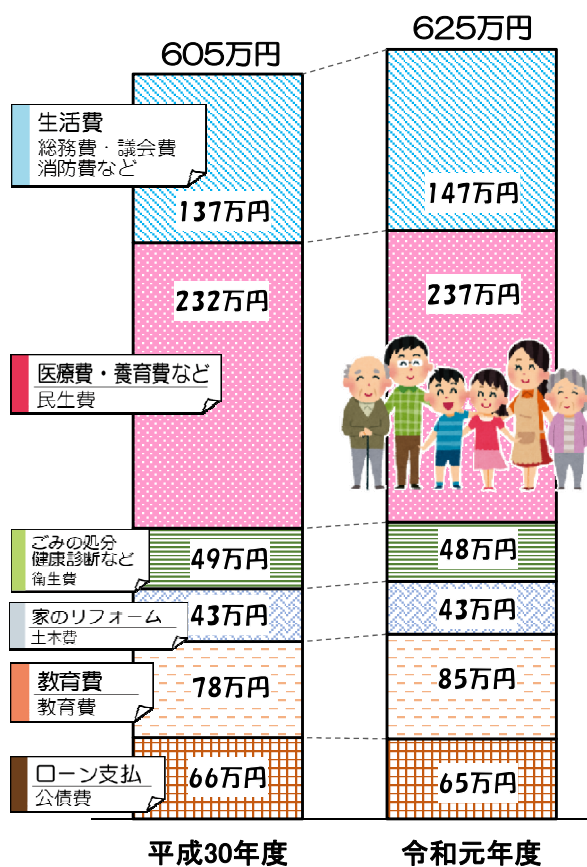 605万円
625万円
生活費
総務費・議会費
消防費など
137万円
147万円
232万円
237万円
医療費・養育費など
民生費
ごみの処分
健康診断など
衛生費
49万円
48万円
家のリフォーム
土木費
43万円
43万円
教育費
教育費
78万円
85万円
ローン支払
公債費
66万円
65万円
平成30年度
令和元年度